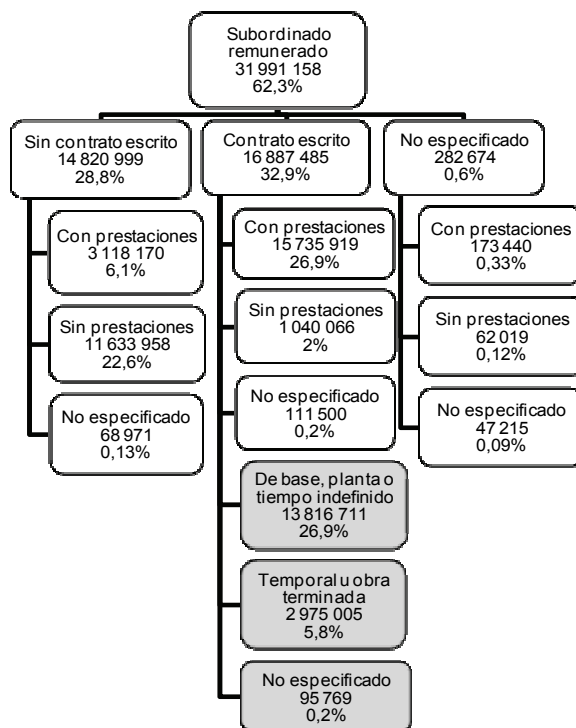 Subordinado
remunerado
31 991 158
62,3%
Sin contrato escrito
14 820 999
28,8%
Contrato escrito
16 887 485
32,9%
No especificado
282 674
0,6%
Con prestaciones
3 118 170
6,1%
Sin prestaciones
11 633 958
22,6%
No especificado
68 971
0,13%
Con prestaciones
15 735 919
26,9%
Sin prestaciones
1 040 066
2%
No especificado
111 500
0,2%
De base, planta o
tiempo indefinido
13 816 711
26,9%
Temporal u obra
terminada
2 975 005
5,8%
No especificado
95 769
0,2%
Con prestaciones
173 440
0,33%
Sin prestaciones
62 019
0,12%
No especificado
47 215
0,09%